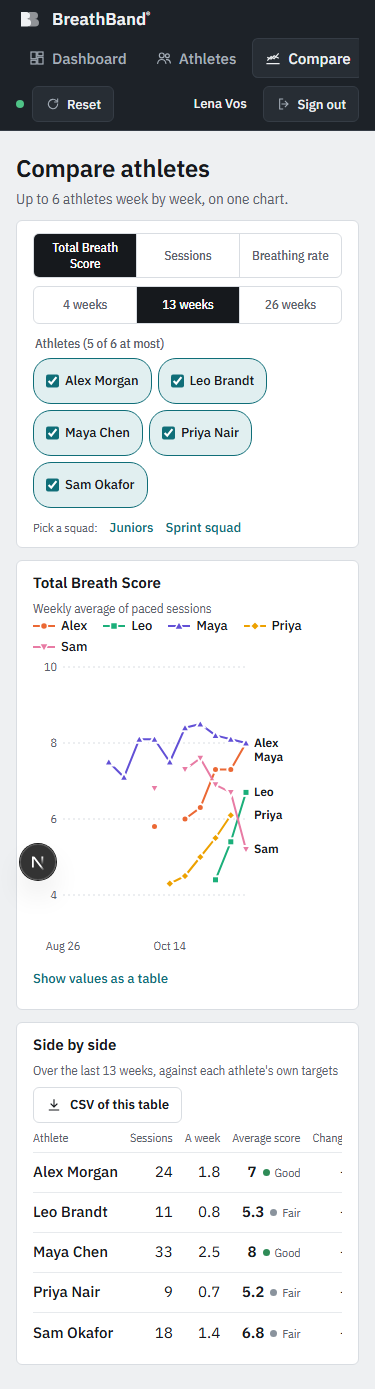 BreathBand®
Dashboard Athletes Compare
Reset Lena Vos Sign out
Compare athletes
Up to 6 athletes week by week, on one chart.
Total Breath Score Sessions Breathing rate
4 weeks 13 weeks 26 weeks
Athletes (5 of 6 at most)
Alex Morgan Leo Brandt
Maya Chen Priya Nair
Sam Okafor
Pick a squad: Juniors Sprint squad
Total Breath Score
Weekly average of paced sessions
Alex Leo Maya Priya
Sam
10
8
6
4
Alex
Maya
Leo
Priya
Sam
N
Aug 26 Oct 14
Show values as a table
Side by side
Over the last 13 weeks, against each athlete's own targets
CSV of this table
Athlete Sessions A week Average score
Alex Morgan 24 1.8 7 Good
Leo Brandt 11 0.8 5.3 Fair
Maya Chen 33 2.5 8 Good
Priya Nair 9 0.7 5.2 Fair
Sam Okafor 18 1.4 6.8 Fair